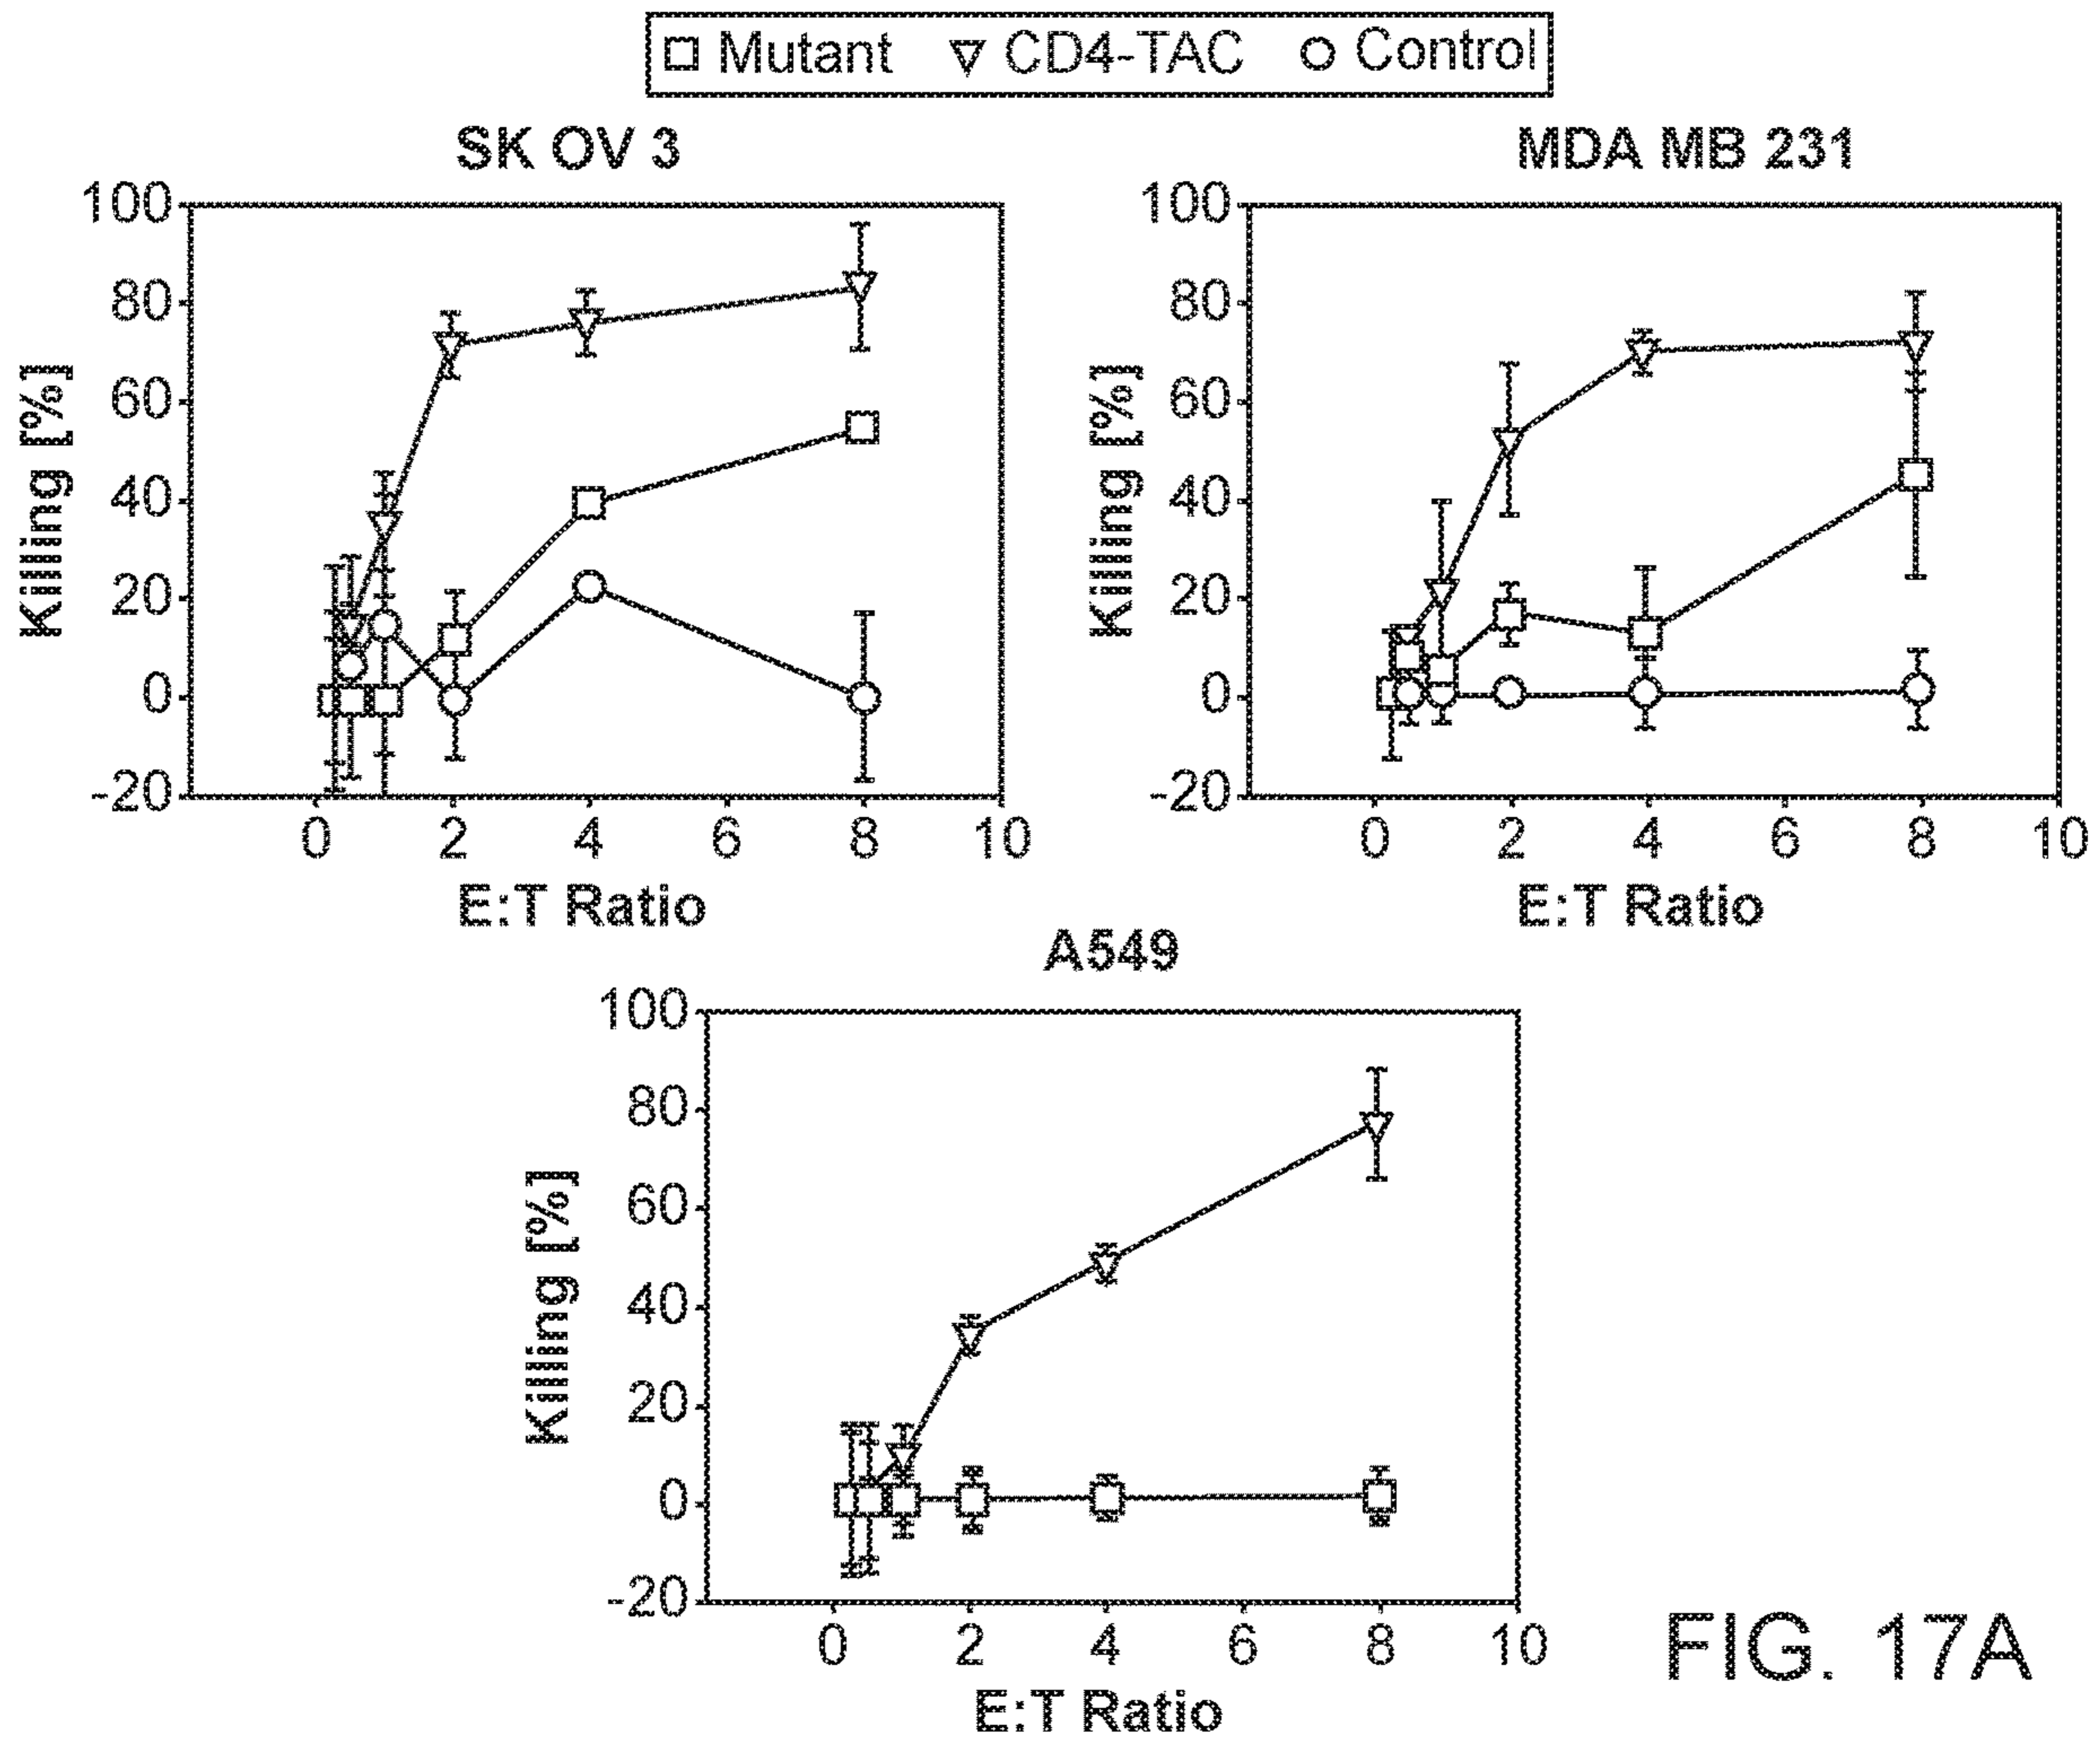 Mutant CD4-TAC Control
SK OV 3
100
80
60
40
20
0
-20
Killing [%]
0 2 4 6 8 10
E:T Ratio
MDA MB 231
100
80
60
40
20
0
-20
Killing [%]
0 2 4 6 8 10
E:T Ratio
A549
100
80
60
40
20
0
-20
Killing [%]
0 2 4 6 8 10
E:T Ratio
FIG. 17A